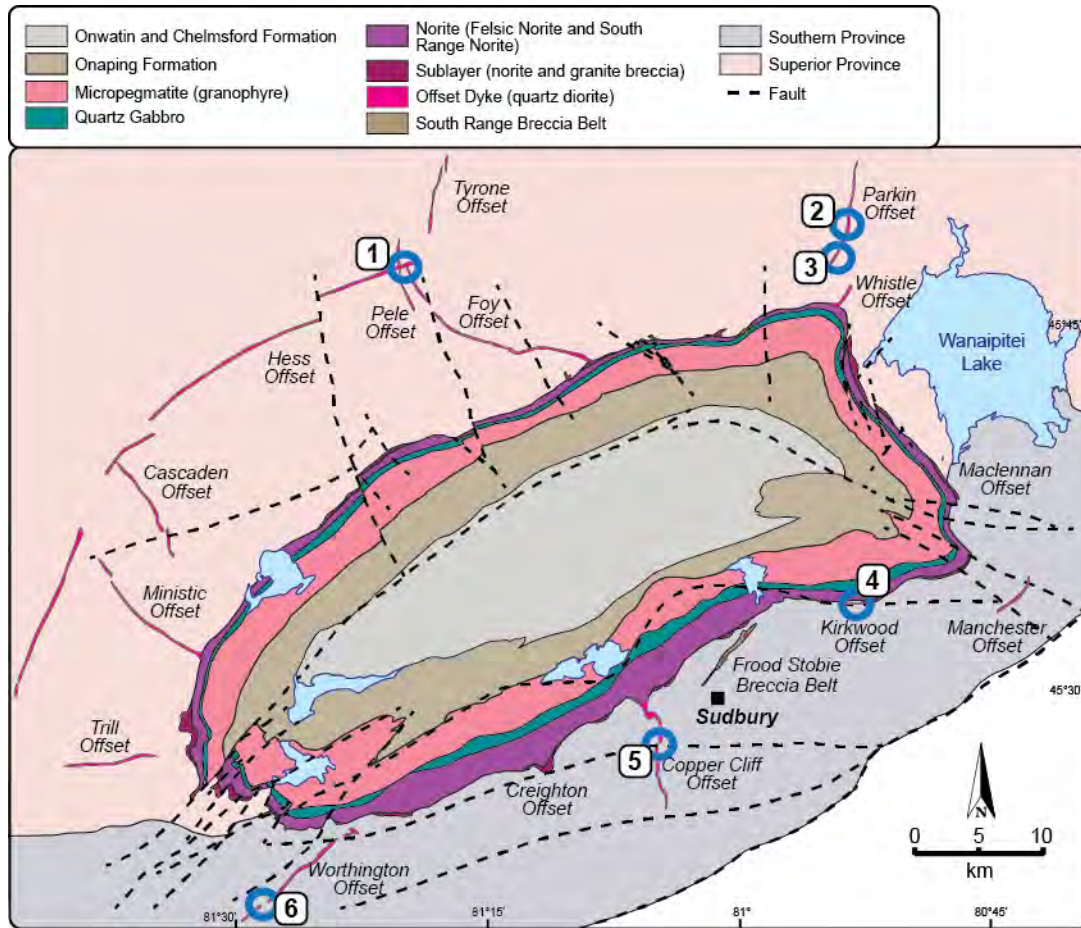 Onwatin and Chelmsford Formation
Onaping Formation
Micropegmatite (granophyre)
Quartz Gabbro
Norite (Felsic Norite and South
Range Norite)
Sublayer (norite and granite breccia)
Offset Dyke (quartz diorite)
South Range Breccia Belt
Southern Province
Superior Province
Fault
Tyrone
Offset
2
Parkin
Offset
1
3
Whistle
Offset
Pele
Offset
Foy
Offset
45°45'
Wanaipitei
Lake
Hess
Offset
Cascaden
Offset
Maclennan
Offset
Ministic
Offset
4
Kirkwood
Offset
Manchester
Offset
Frood Stobie
Breccia Belt
45°30'
Sudbury
Trill
Offset
5
Copper Cliff
Offset
Creighton
Offset
N
0 5 10
km
Worthington
Offset
6
81°30'
81°15'
81°
80°45'